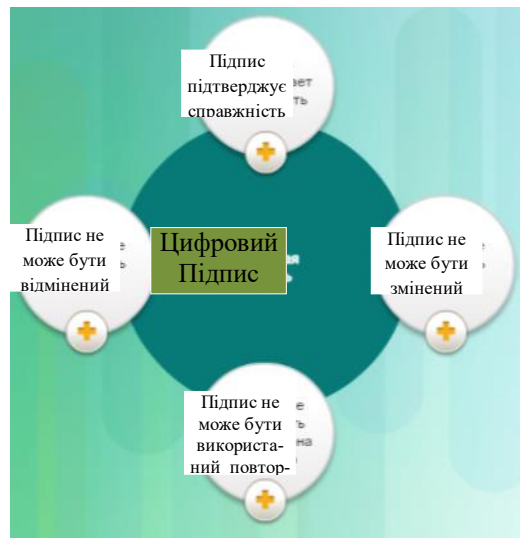 Підпис
підтверджує
справжність
Підпис не
може бути
відмінений
Цифровий
Підпис
Підпис не
може бути
змінений
Підпис не
може бути
використа-
ний повтор-